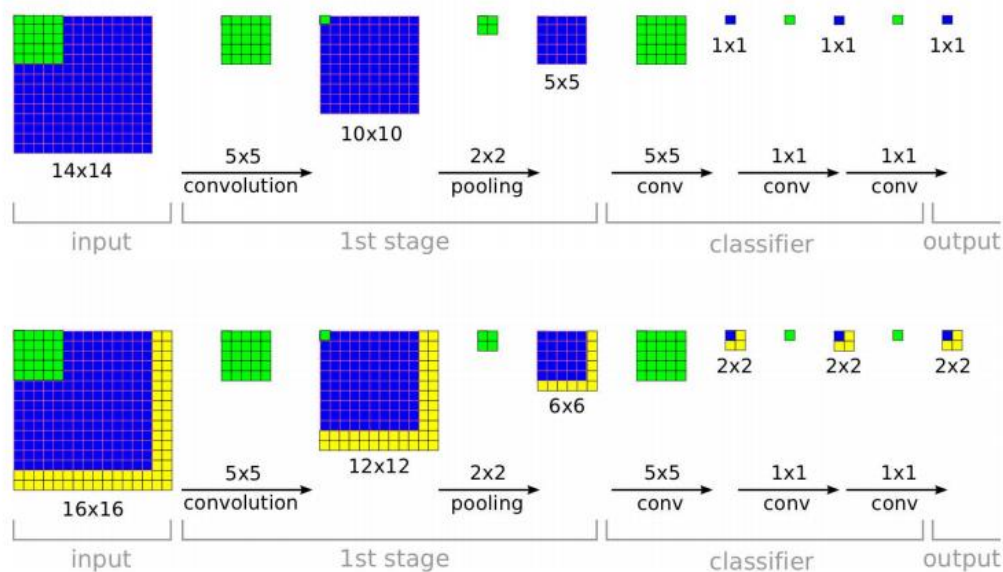 1x1
1x1
1x1
5x5
10x10
14x14
5x5
convolution
2x2
pooling
5x5
conv
1x1
conv
1x1
conv
input
1st stage
classifier
output
2x2
2x2
2x2
6x6
12x12
16x16
5x5
convolution
2x2
pooling
5x5
conv
1x1
conv
1x1
conv
input
1st stage
classifier
output